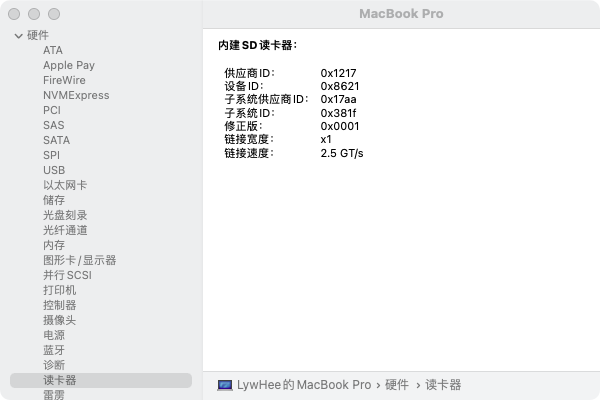 MacBook Pro
硬件
ATA
Apple Pay
FireWire
NVMExpress
PCI
SAS
SATA
SPI
USB
以太网卡
储存
光盘刻录
光纤通道
内存
图形卡/显示器
并行SCSI
打印机
控制器
摄像头
电源
蓝牙
诊断
读卡器
雷雳
内建SD读卡器：
供应商ID： 0x1217
设备ID： 0x8621
子系统供应商ID： 0x17aa
子系统ID： 0x381f
修正版： 0x0001
链接宽度： x1
链接速度： 2.5 GT/s
LywHee的MacBook Pro › 硬件 › 读卡器